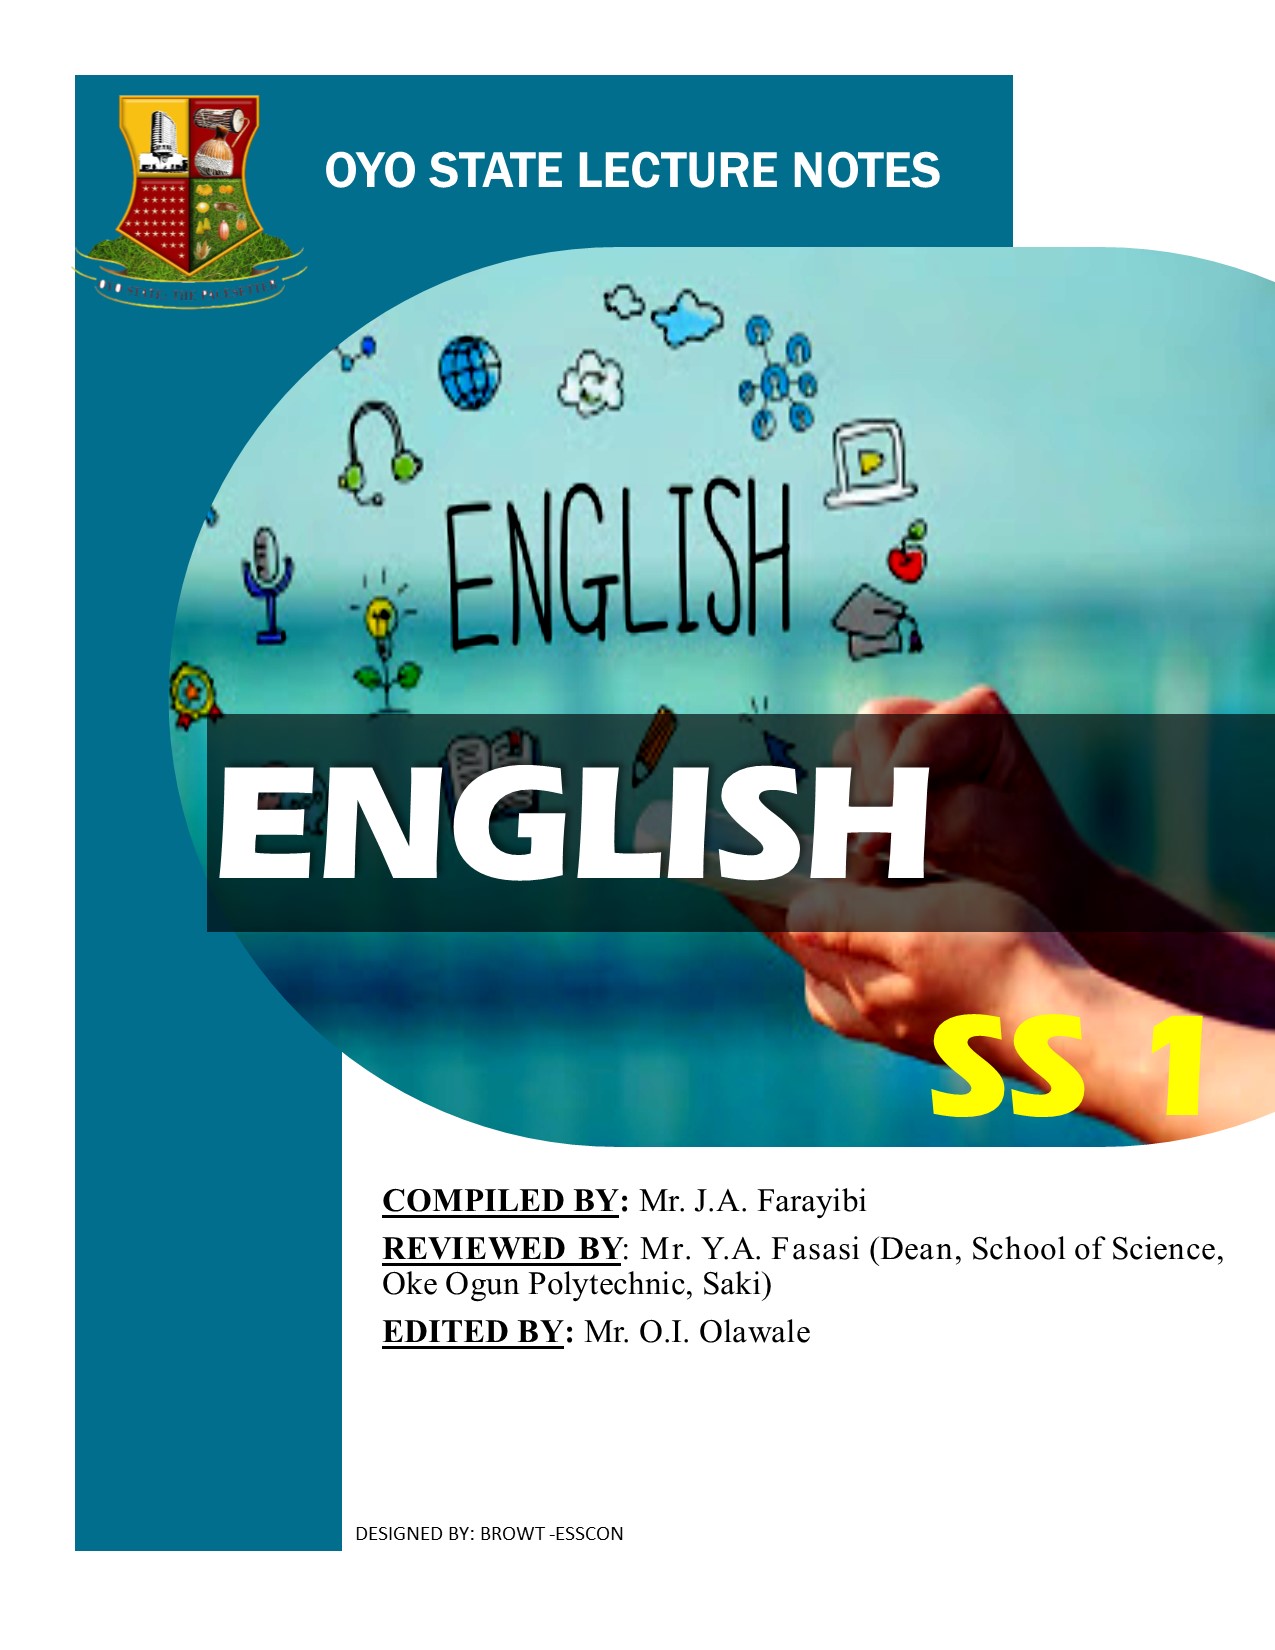 OYO STATE LECTURE NOTES
ENGLISH
ENGLISH
SS 1
COMPILED BY: Mr. J.A. Farayibi
REVIEWED BY: Mr. Y.A. Fasasi (Dean, School of Science,
Oke Ogun Polytechnic, Saki)
EDITED BY: Mr. O.I. Olawale
DESIGNED BY: BROWT -ESSCON